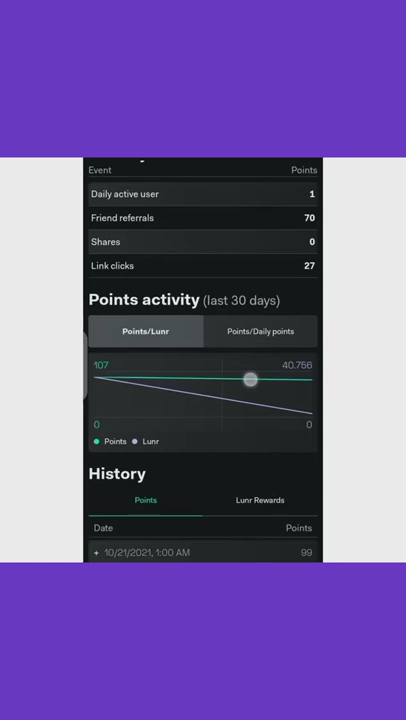 Event Points
Daily active user 1
Friend referrals 70
Shares 0
Link clicks 27
Points activity (last 30 days)
Points/Lunr Points/Daily points
107 40.756
0 0
Points Lunr
History
Points Lunr Rewards
Date Points
+ 10/21/2021, 1:00 AM 99